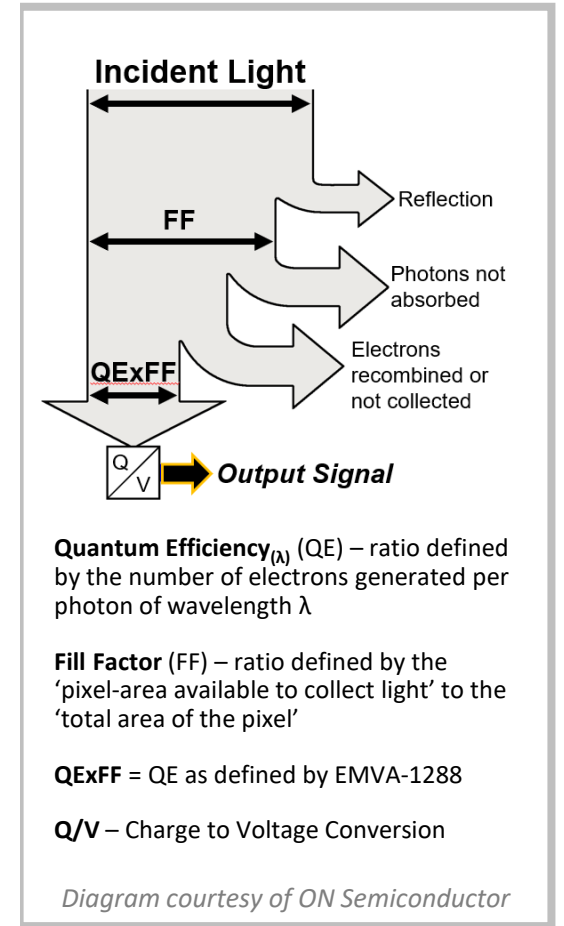 Incident Light
Reflection
FF
Photons not
absorbed
Electrons
recombined or
not collected
QExFF
Q
V
Output Signal
Quantum Efficiency(λ) (QE) – ratio defined
by the number of electrons generated per
photon of wavelength λ
Fill Factor (FF) – ratio defined by the
‘pixel-area available to collect light’ to the
‘total area of the pixel’
QExFF = QE as defined by EMVA-1288
Q/V – Charge to Voltage Conversion
Diagram courtesy of ON Semiconductor